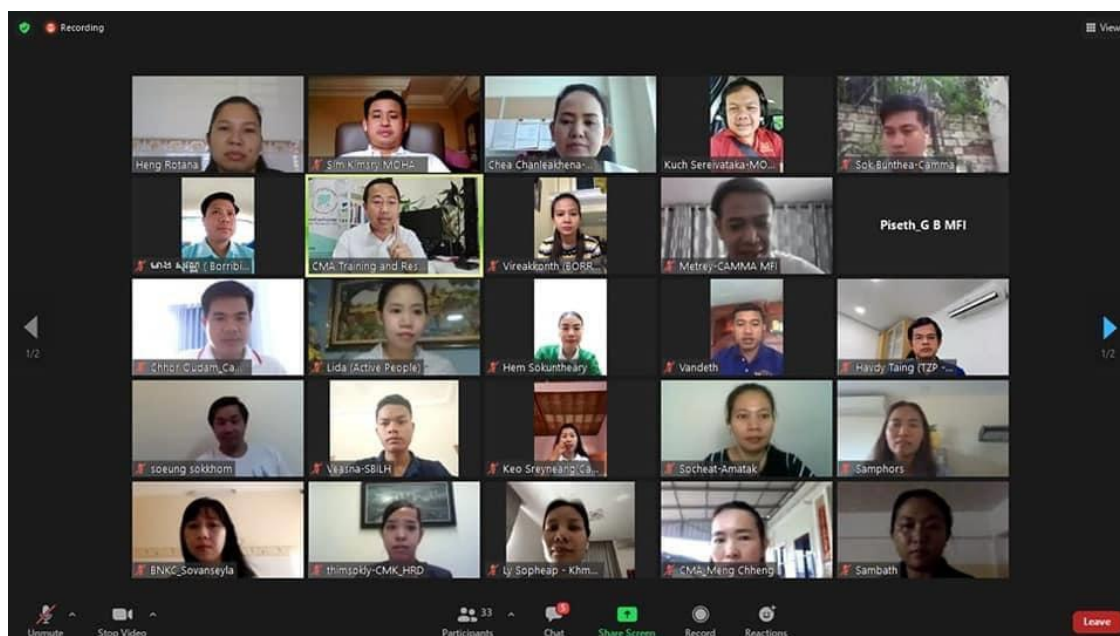 Recording
View
Heng Rotana
Sim Kimsry MOHA
Chea Chanleakhena-...
Kuch Sereivataka-MO...
Sok Bunthea-Camma
( Borribi...
CMA Training and Res...
Vireakkonth (BORR...
Metrey-CAMMA MFI
Piseth_G B MFI
1/2
1/2
Chhor Oudam_Ca...
Lida (Active People)
Hem Sokuntheary
Vandeth
Havdy Taing (TZP -...
soeung sokkhom
Veasna-SBILH
Keo Sreyneang(Ca...
Socheat-Amatak
Samphors
BNKC_Sovanseyla
thimsokly-CMK_HRD
Ly Sopheap - Khm...
CMA_Meng Chheng
Sambath
33
5
Unmute
Stop Video
Participants
Chat
Share Screen
Record
Reactions
Leave